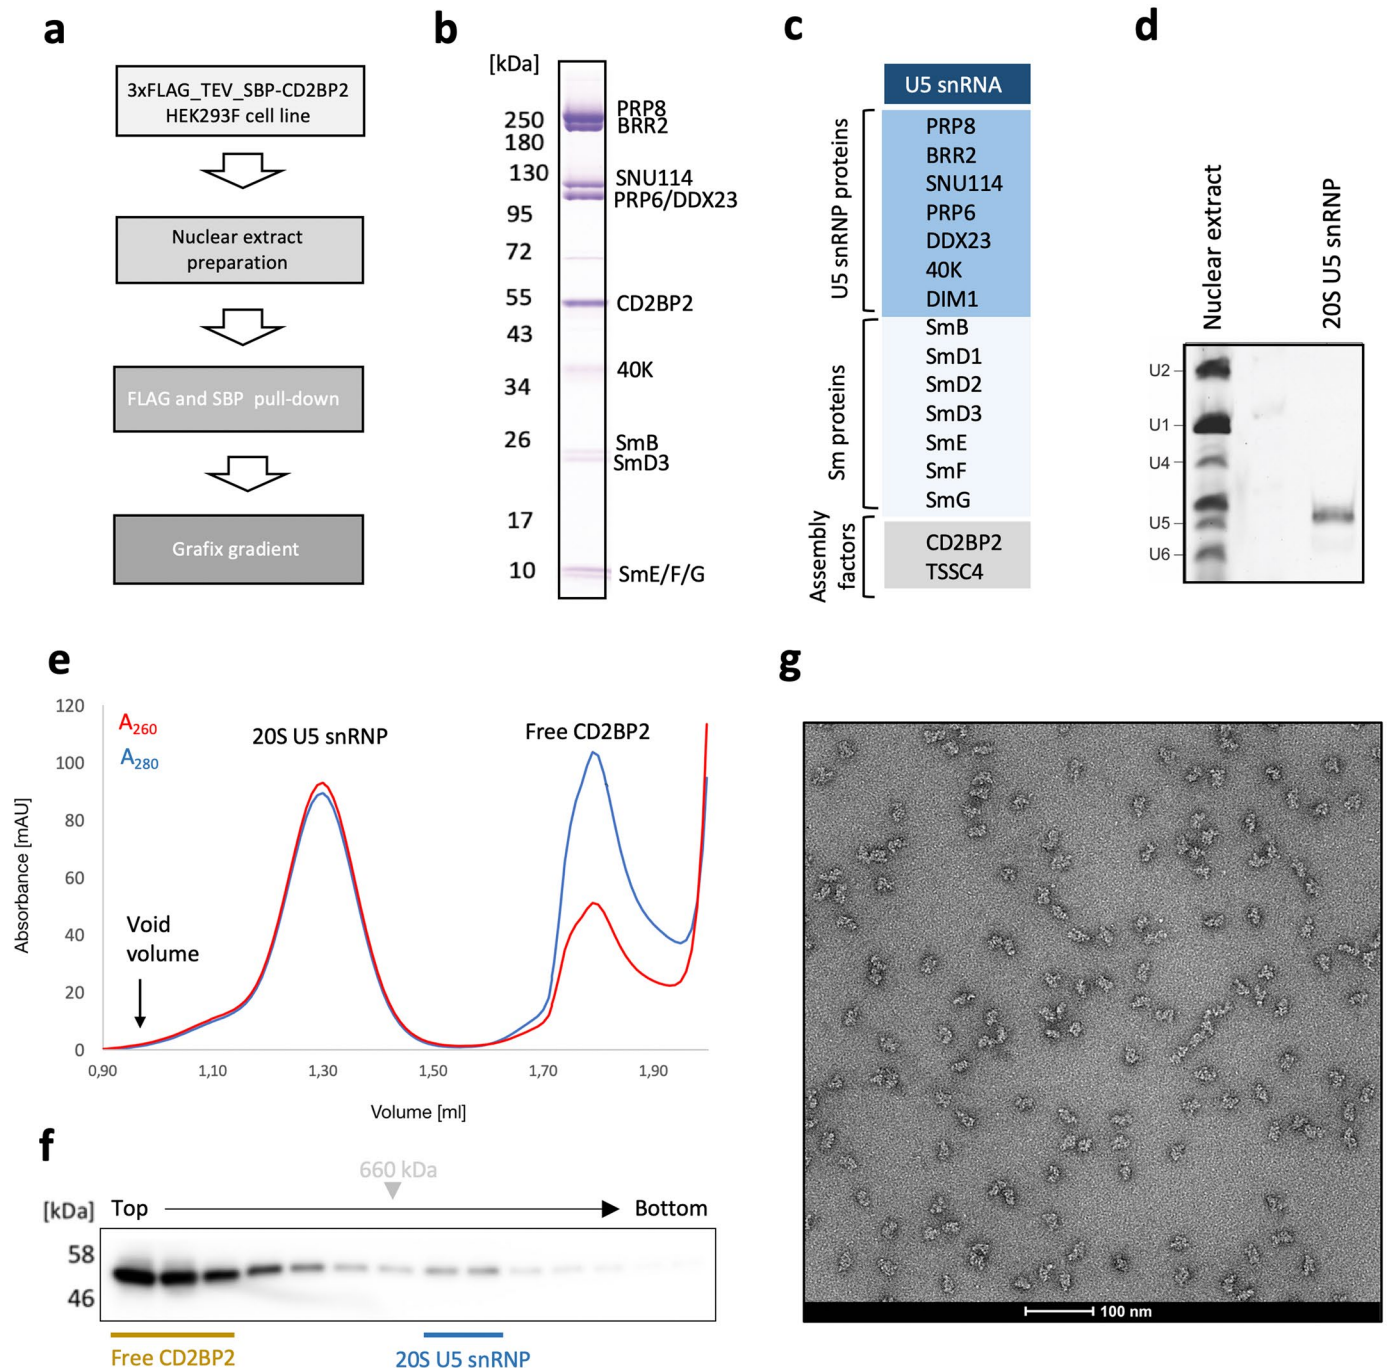 a
3xFLAG_TEV_SBP-CD2BP2
HEK293F cell line
Nuclear extract
preparation
FLAG and SBP pull-down
Grafix gradient
b
[kDa]
250
180
130
95
72
55
43
34
26
17
10
PRP8
BRR2
SNU114
PRP6/DDX23
CD2BP2
40K
SmB
SmD3
SmE/F/G
c
U5 snRNA
U5 snRNP proteins
PRP8
BRR2
SNU114
PRP6
DDX23
40K
DIM1
Sm proteins
SmB
SmD1
SmD2
SmD3
SmE
SmF
SmG
Assembly
factors
CD2BP2
TSSC4
d
Nuclear extract
20S U5 snRNP
U2
U1
U4
U5
U6
e
A260
A280
20S U5 snRNP
Free CD2BP2
Void
volume
Absorbance [mAU]
120
100
80
60
40
20
0
0,90
1,10
1,30
1,50
1,70
1,90
Volume [ml]
f
660 kDa
[kDa]
Top
Bottom
58
46
Free CD2BP2
20S U5 snRNP
g
100 nm